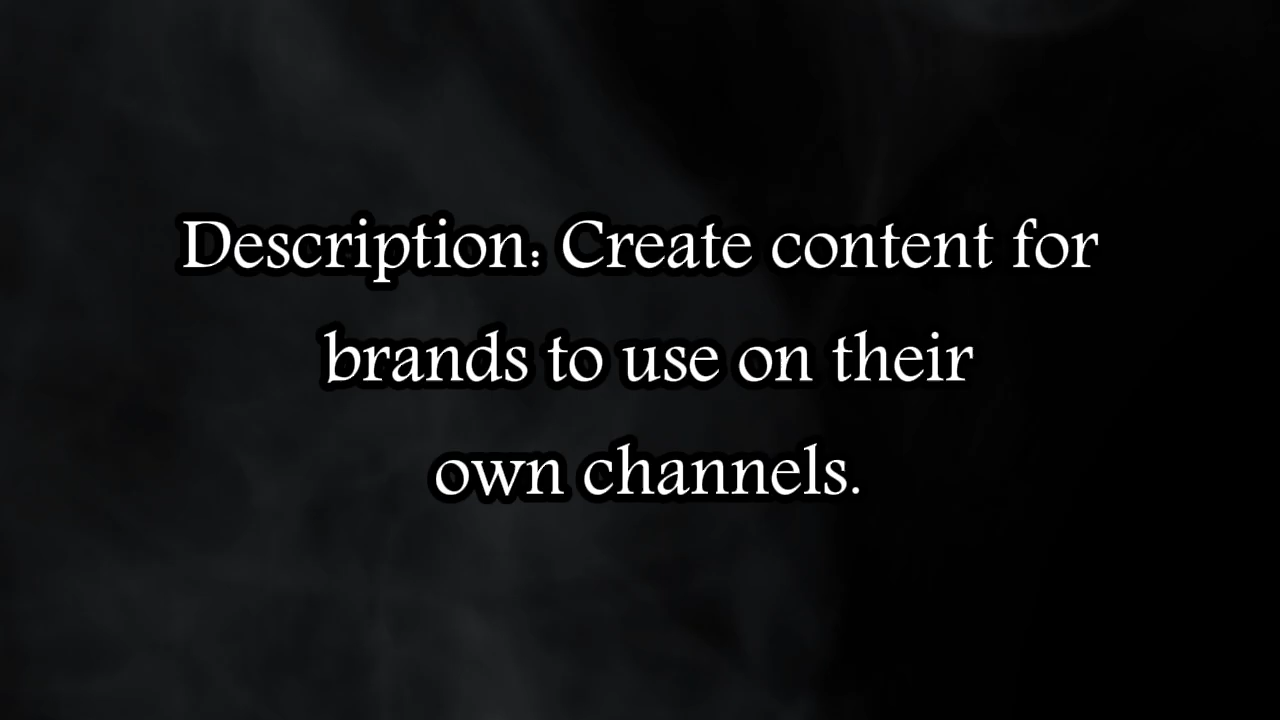 Description: Create content for
brands to use on their
own channels.